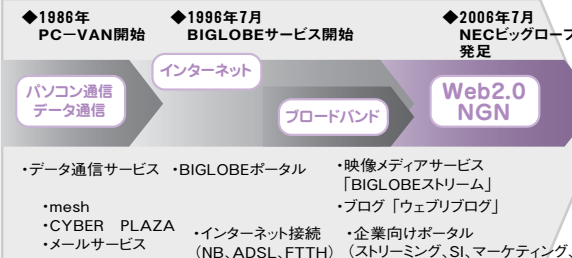 ◆1986年
PC－VAN開始
◆1996年7月
BIGLOBEサービス開始
◆2006年7月
NECビッグローブ
発足
パソコン通信
データ通信
インターネット
ブロードバンド
Web2.0
NGN
・データ通信サービス
・mesh
・CYBER　PLAZA
・メールサービス
・BIGLOBEポータル
・インターネット接続
（NB、ADSL、FTTH）
・映像メディアサービス
「BIGLOBEストリーム」
・ブログ「ウェブリブログ」
・企業向けポータル
（ストリーミング、SI、マーケティング、